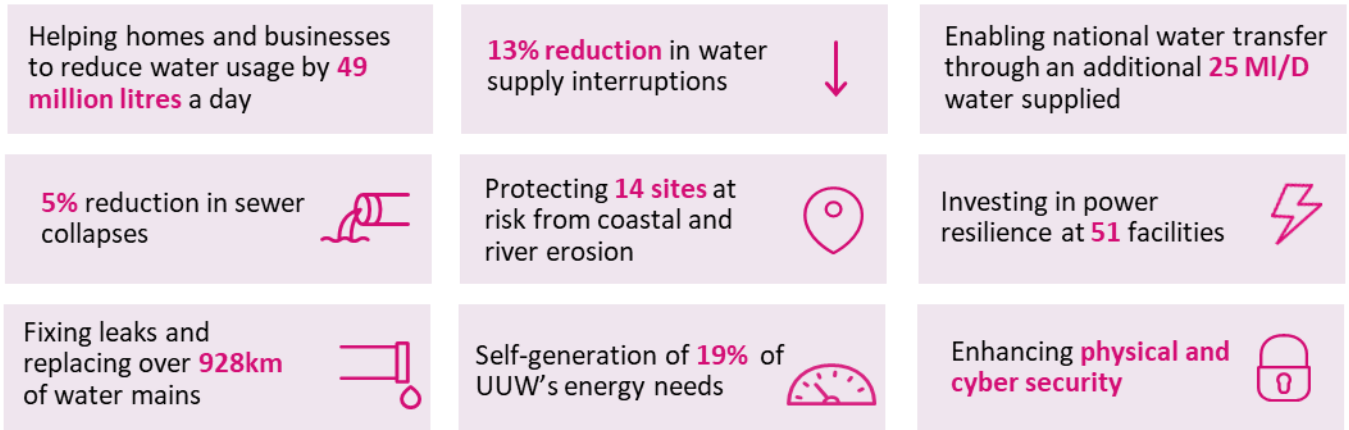 Helping homes and businesses
to reduce water usage by 49
million litres a day
13% reduction in water
supply interruptions
Enabling national water transfer
through an additional 25 Ml/D
water supplied
5% reduction in sewer
collapses
Protecting 14 sites at
risk from coastal and
river erosion
Investing in power
resilience at 51 facilities
Fixing leaks and
replacing over 928km
of water mains
Self-generation of 19% of
UUW's energy needs
Enhancing physical and
cyber security